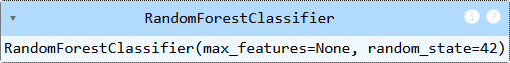 RandomForestClassifier
RandomForestClassifier(max_features=None, random_state=42)